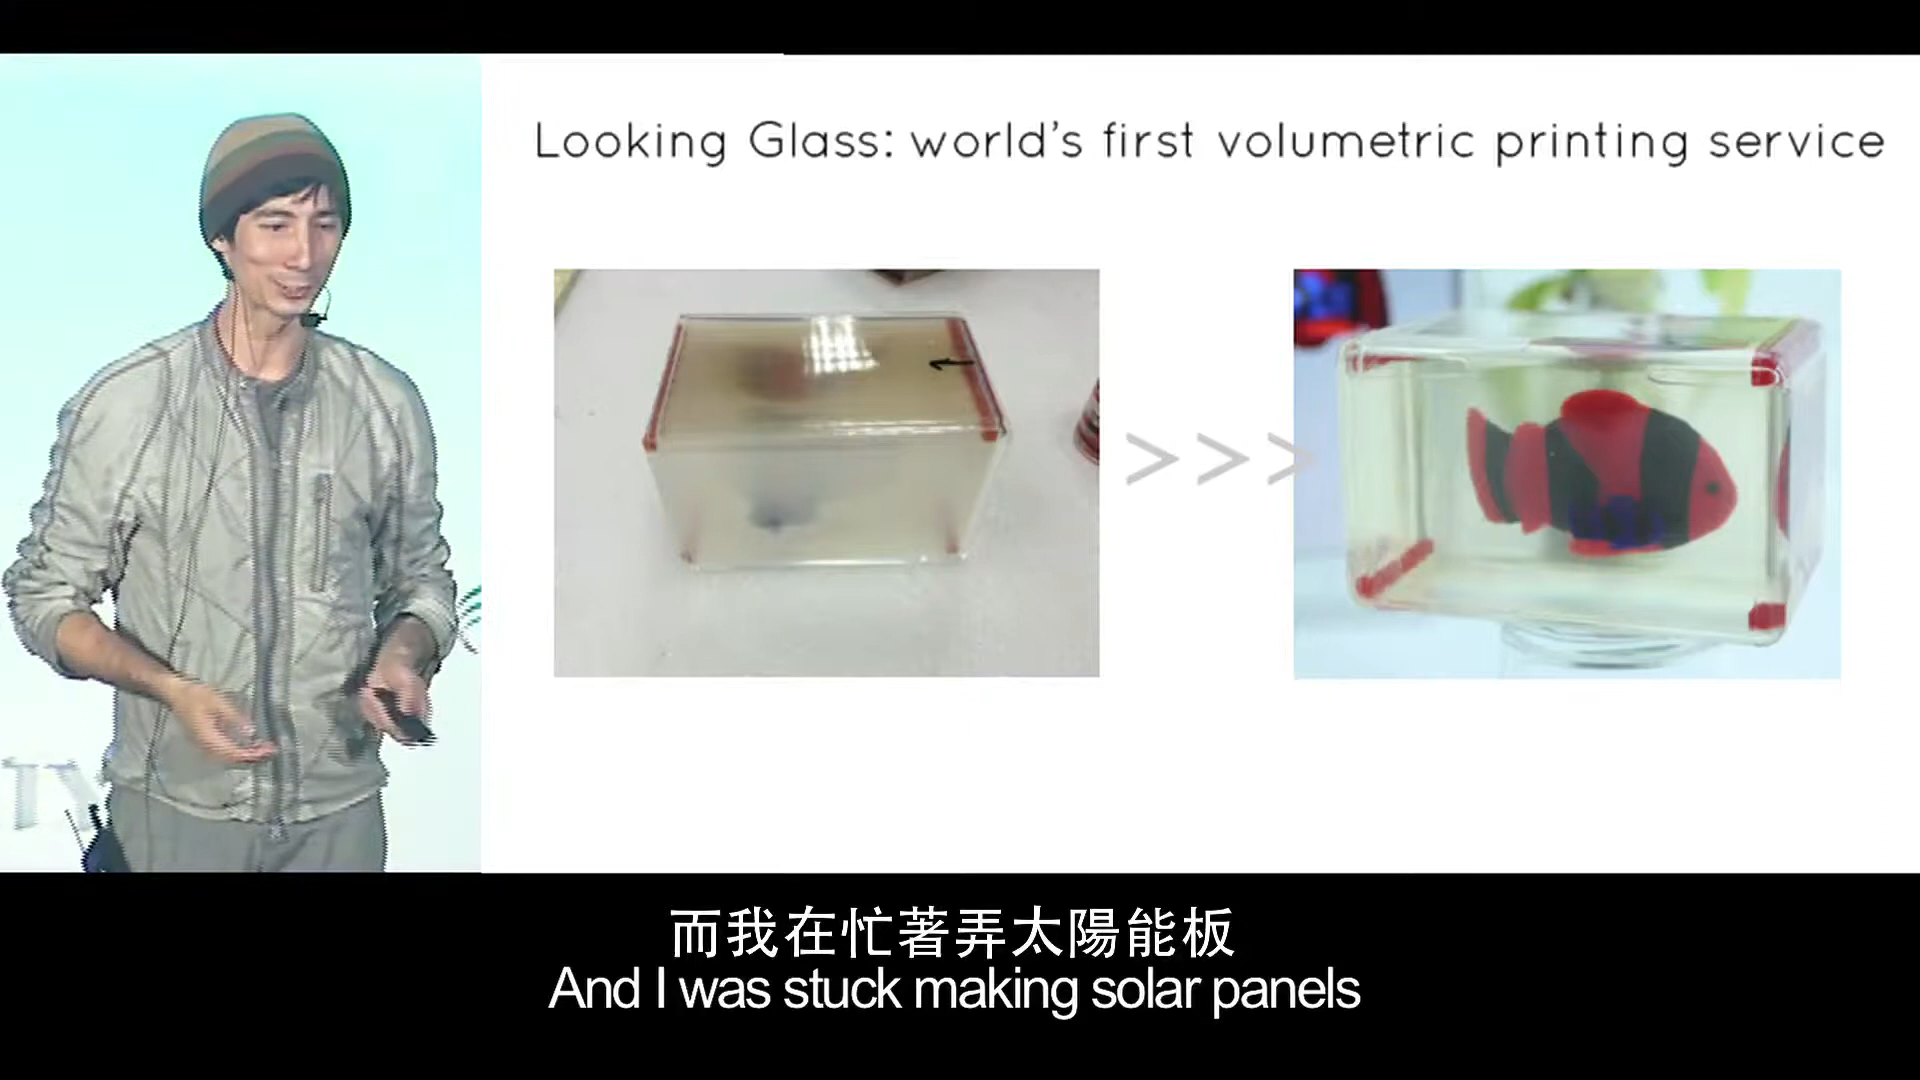 Looking Glass: world's first volumetric printing service
> > >
而我在忙著弄太陽能板
And I was stuck making solar panels